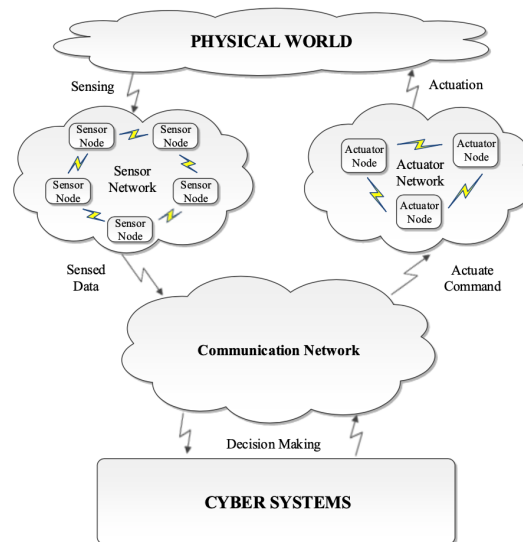 PHYSICAL WORLD
Sensing
Actuation
Sensor
Node
Sensor
Node
Sensor
Network
Sensor
Node
Sensor
Node
Sensor
Node
Actuator
Node
Actuator
Node
Actuator
Network
Actuator
Node
Sensed
Data
Actuate
Command
Communication Network
Decision Making
CYBER SYSTEMS